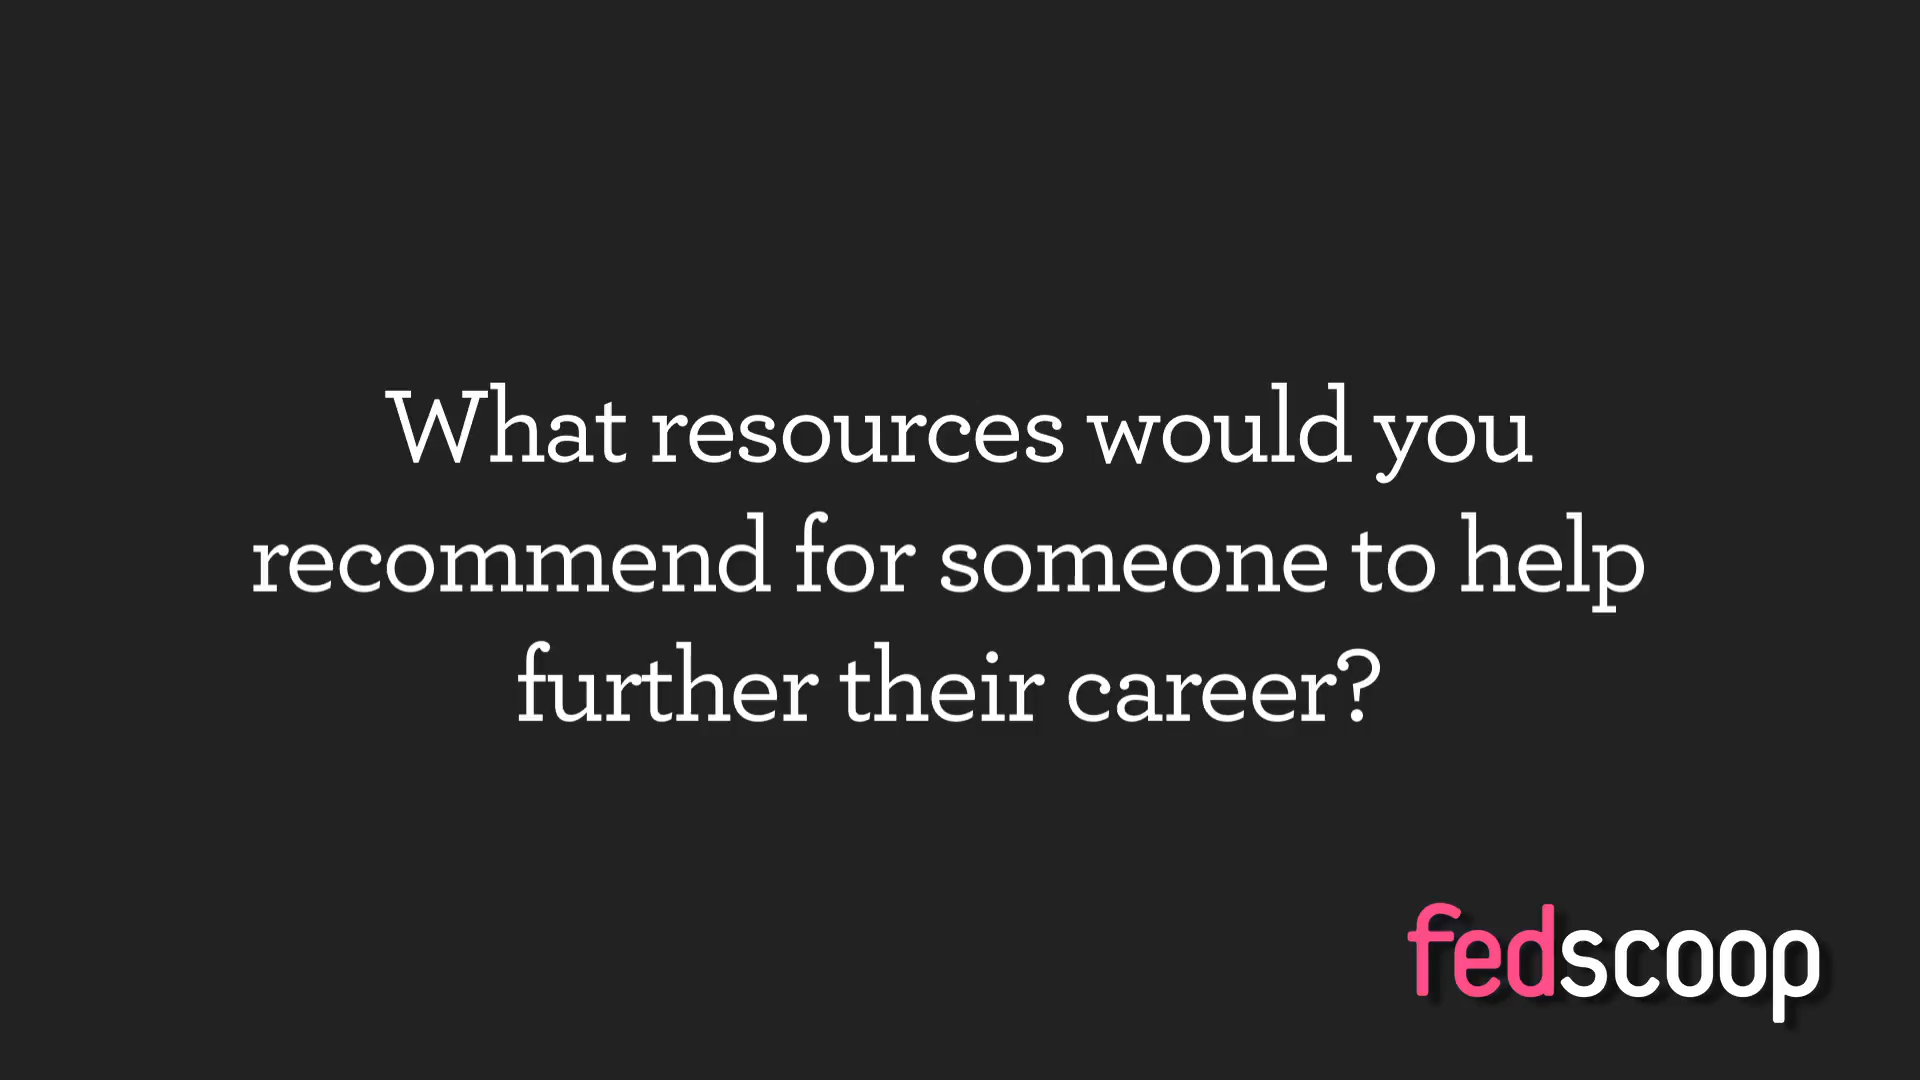 What resources would you
recommend for someone to help
further their career?
fedscoop